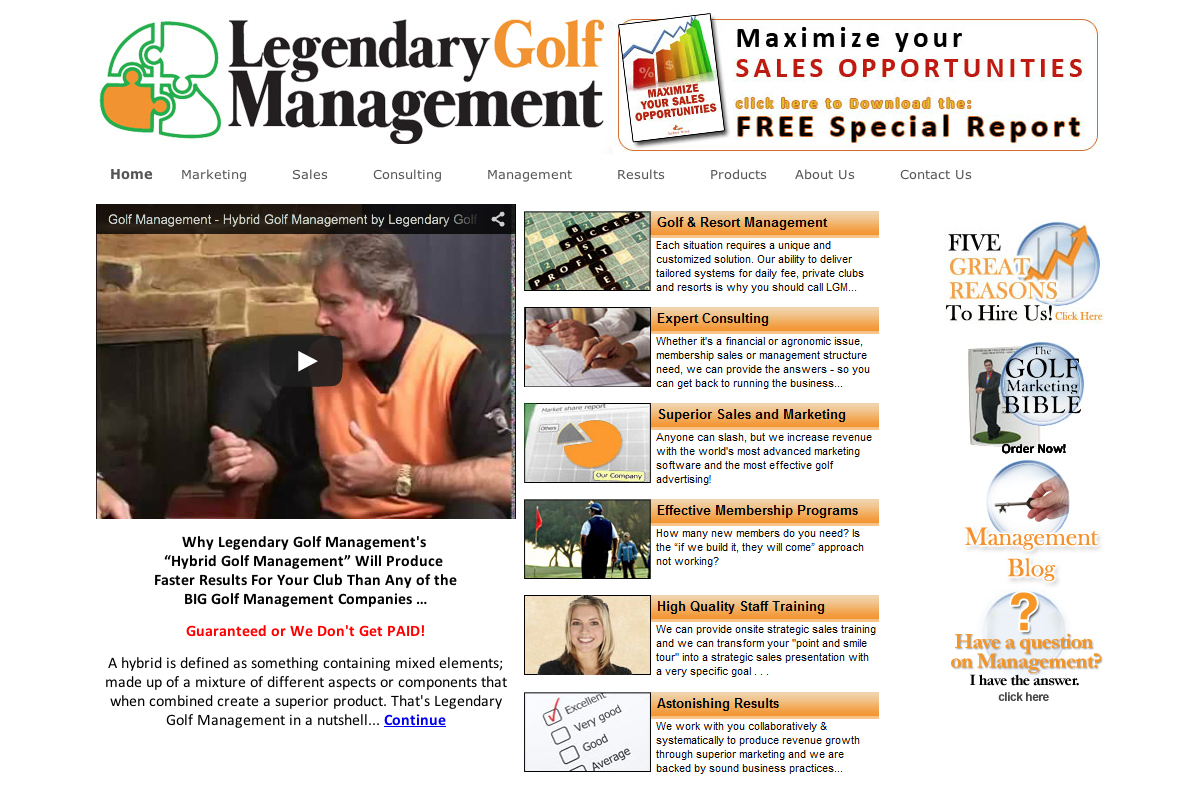 Legendary Golf
Management
MAXIMIZE
YOUR SALES
OPPORTUNITIES
Maximize your
SALES OPPORTUNITIES
click here to Download the:
FREE Special Report
Home Marketing Sales Consulting Management Results Products About Us Contact Us
Golf Management - Hybrid Golf Management by Legendary Golf
Why Legendary Golf Management's
“Hybrid Golf Management” Will Produce
Faster Results For Your Club Than Any of the
BIG Golf Management Companies ...
Guaranteed or We Don't Get PAID!
A hybrid is defined as something containing mixed elements;
made up of a mixture of different aspects or components that
when combined create a superior product. That's Legendary
Golf Management in a nutshell... Continue
SUCCESS
BUSINESS
PROFIT
Golf & Resort Management
Each situation requires a unique and
customized solution. Our ability to deliver
tailored systems for daily fee, private clubs
and resorts is why you should call LGM...
Expert Consulting
Whether it's a financial or agronomic issue,
membership sales or management structure
need, we can provide the answers - so you
can get back to running the business...
Market share report
Others
Our Company
Superior Sales and Marketing
Anyone can slash, but we increase revenue
with the world's most advanced marketing
software and the most effective golf
advertising!
Effective Membership Programs
How many new members do you need? Is
the “if we build it, they will come” approach
not working?
High Quality Staff Training
We can provide onsite strategic sales training
and we can transform your "point and smile
tour" into a strategic sales presentation with
a very specific goal . . .
Excellent
Very good
Good
Average
Astonishing Results
We work with you collaboratively &
systematically to produce revenue growth
through superior marketing and we are
backed by sound business practices...
FIVE
GREAT
REASONS
To Hire Us! Click Here
The
GOLF
Marketing
BIBLE
Order Now!
Management
Blog
Have a question
on Management?
I have the answer.
click here